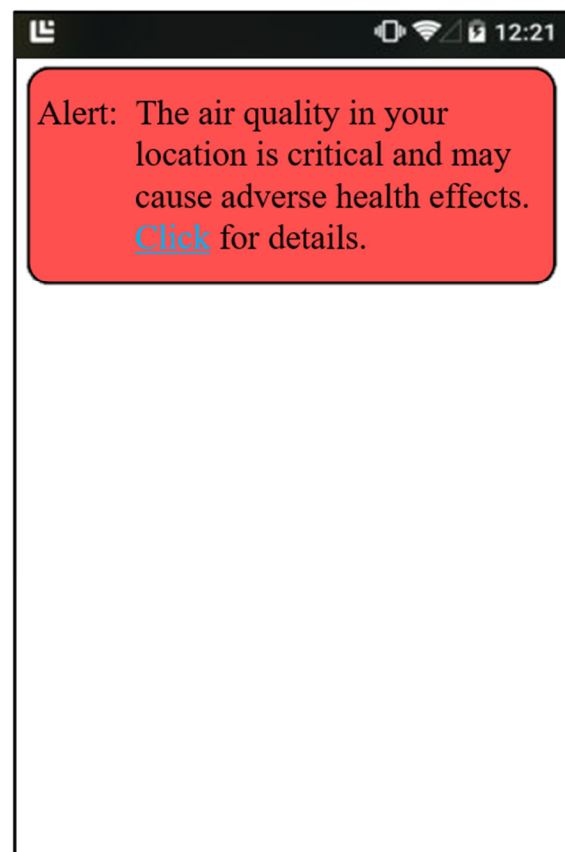 12:21
Alert: The air quality in your
location is critical and may
cause adverse health effects.
Click for details.